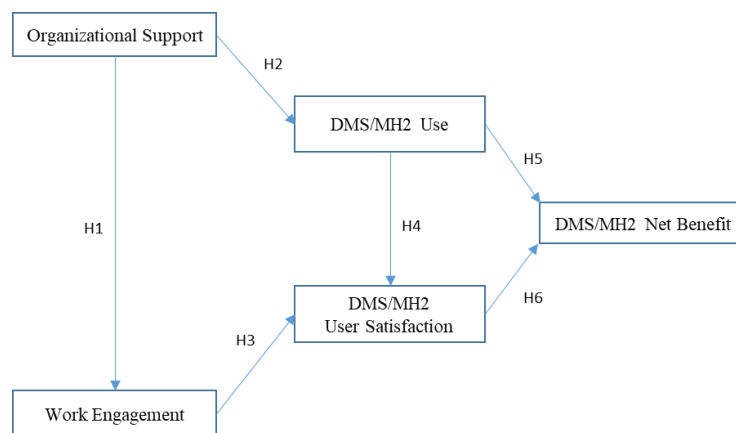 Organizational Support
H2
DMS/MH2 Use
H5
H1
H4
DMS/MH2 Net Benefit
DMS/MH2
User Satisfaction
H6
H3
Work Engagement